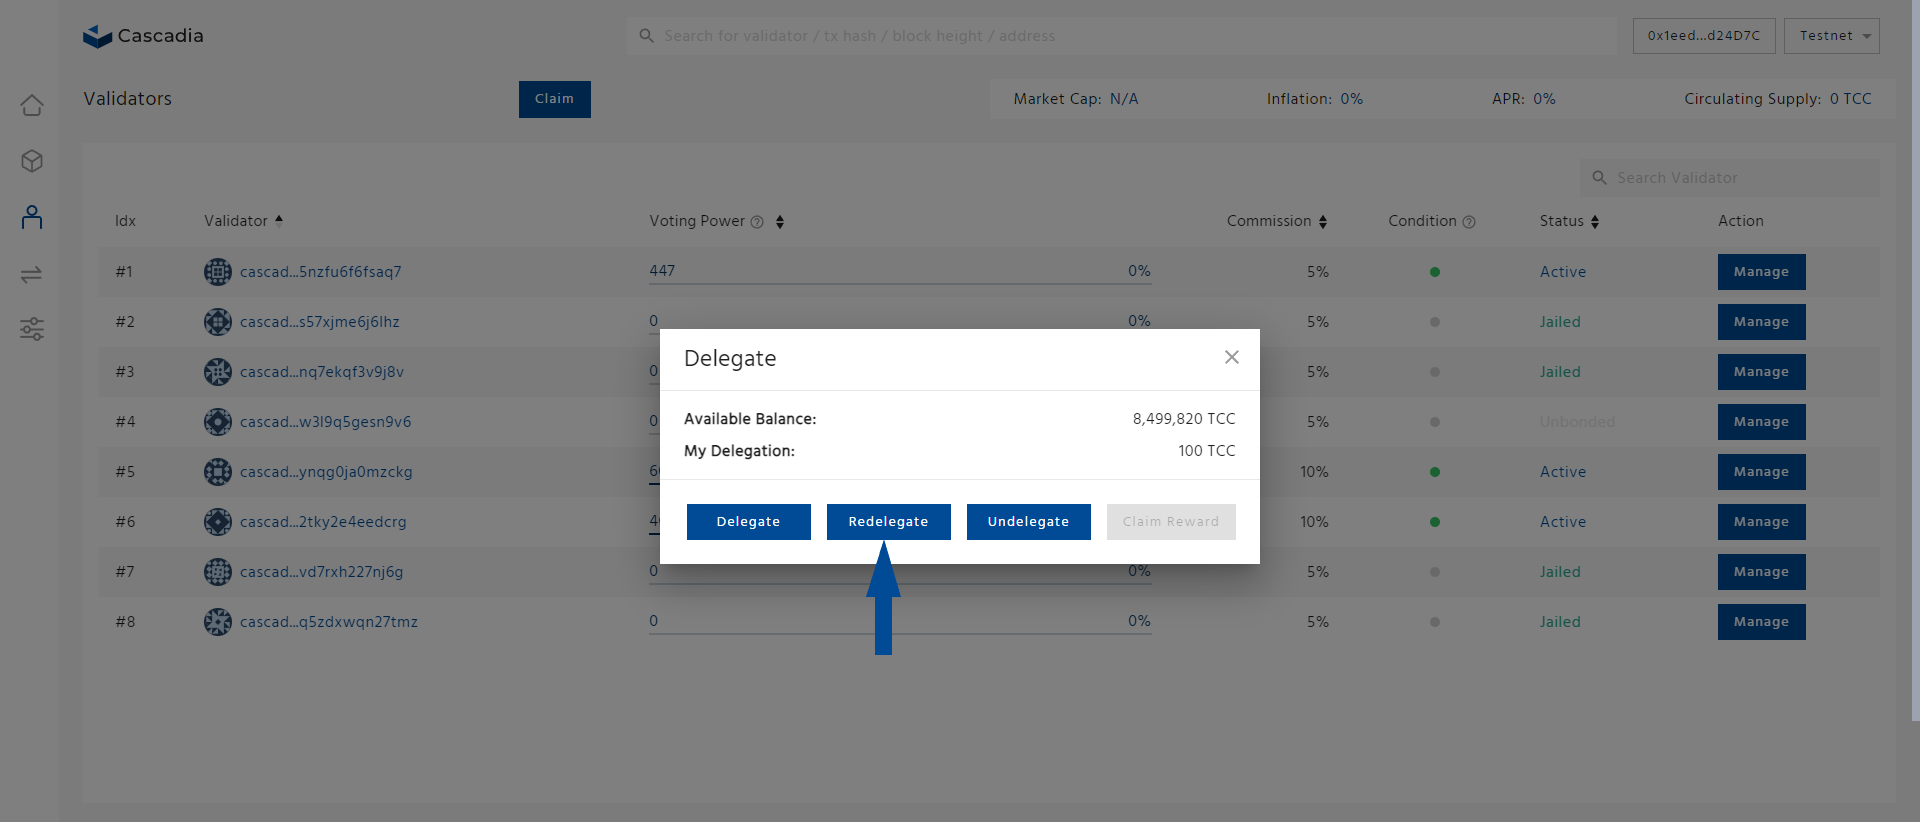 Cascadia
Search for validator / tx hash / block height / address
0x1eed...d24D7C
Testnet
Validators
Claim
Market Cap: N/A
Inflation: 0%
APR: 0%
Circulating Supply: 0 TCC
Search Validator
Idx Validator Voting Power Commission Condition Status Action
#1 cascad...5nzfu6f6fsaq7 447 0% 5% Active Manage
#2 cascad...s57xjme6j6lhz 0 0% 5% Jailed Manage
#3 cascad...nq7ekqf3v9j8v 0 5% Jailed Manage
#4 cascad...w3l9q5gesn9v6 0 5% Unbonded Manage
#5 cascad...ynqg0ja0mzckg 10% Active Manage
#6 cascad...2tky2e4eedcrg 10% Active Manage
#7 cascad...vd7rxh227nj6g 0 0% 5% Jailed Manage
#8 cascad...q5zdxwqn27tmz 0 0% 5% Jailed Manage
Delegate
Available Balance: 8,499,820 TCC
My Delegation: 100 TCC
Delegate Redelegate Undelegate Claim Reward